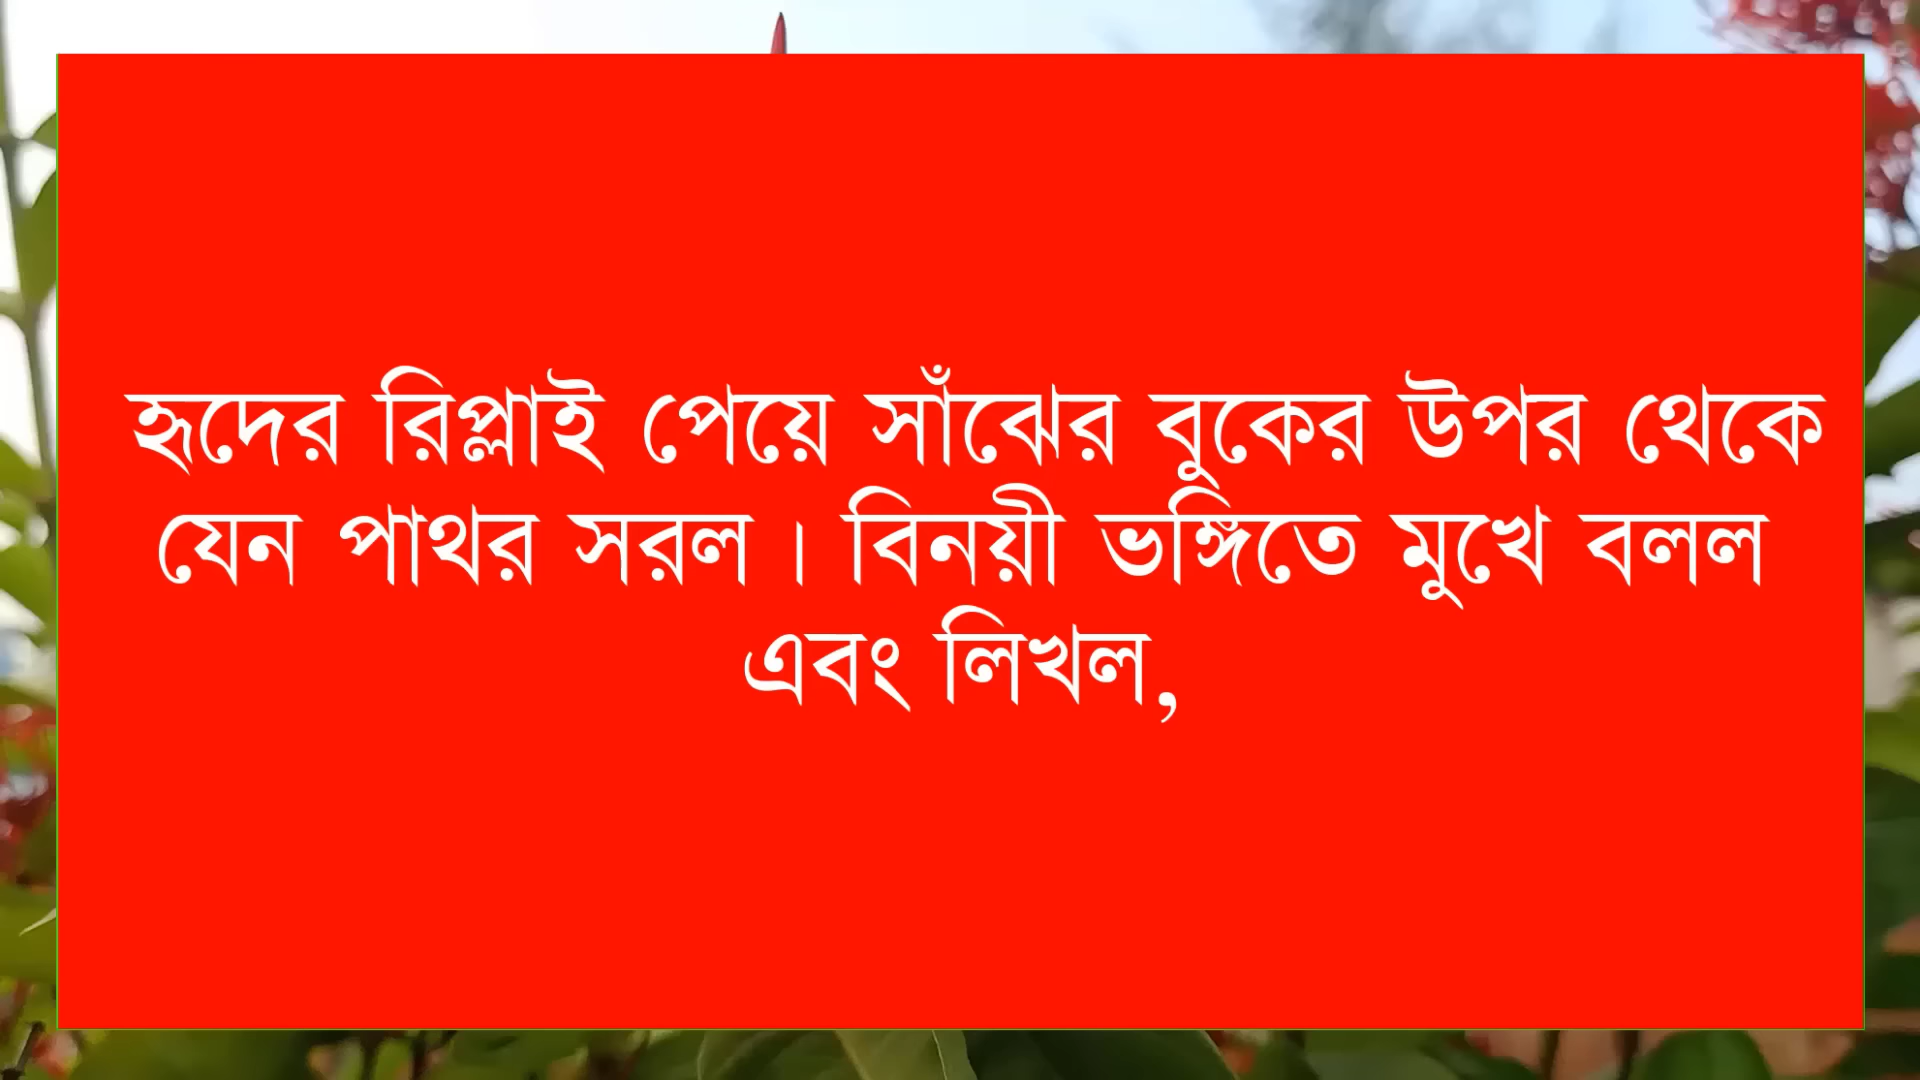 হৃদের রিপ্লাই পেয়ে সাঁঝের বুকের উপর থেকে
যেন পাথর সরল। বিনয়ী ভঙ্গিতে মুখে বলল
এবং লিখল,